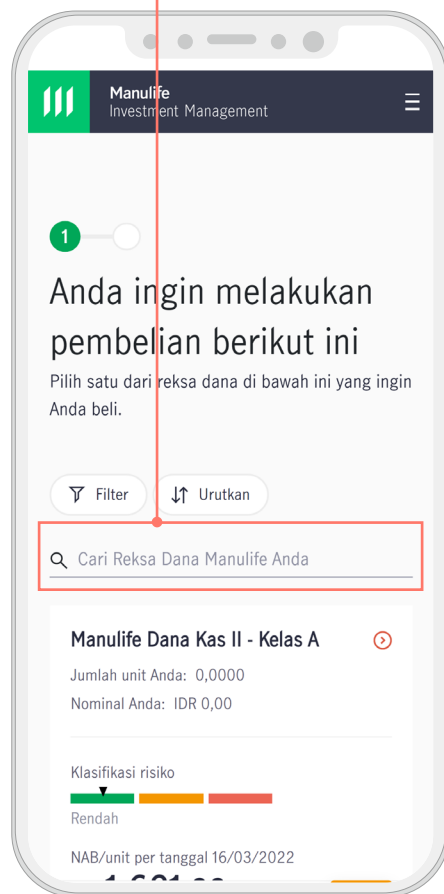 Manulife
Investment Management
1
Anda ingin melakukan
pembelian berikut ini
Pilih satu dari reksa dana di bawah ini yang ingin
Anda beli.
Filter
Urutkan
Cari Reksa Dana Manulife Anda
Manulife Dana Kas II - Kelas A
Jumlah unit Anda: 0,0000
Nominal Anda: IDR 0,00
Klasifikasi risiko
Rendah
NAB/unit per tanggal 16/03/2022